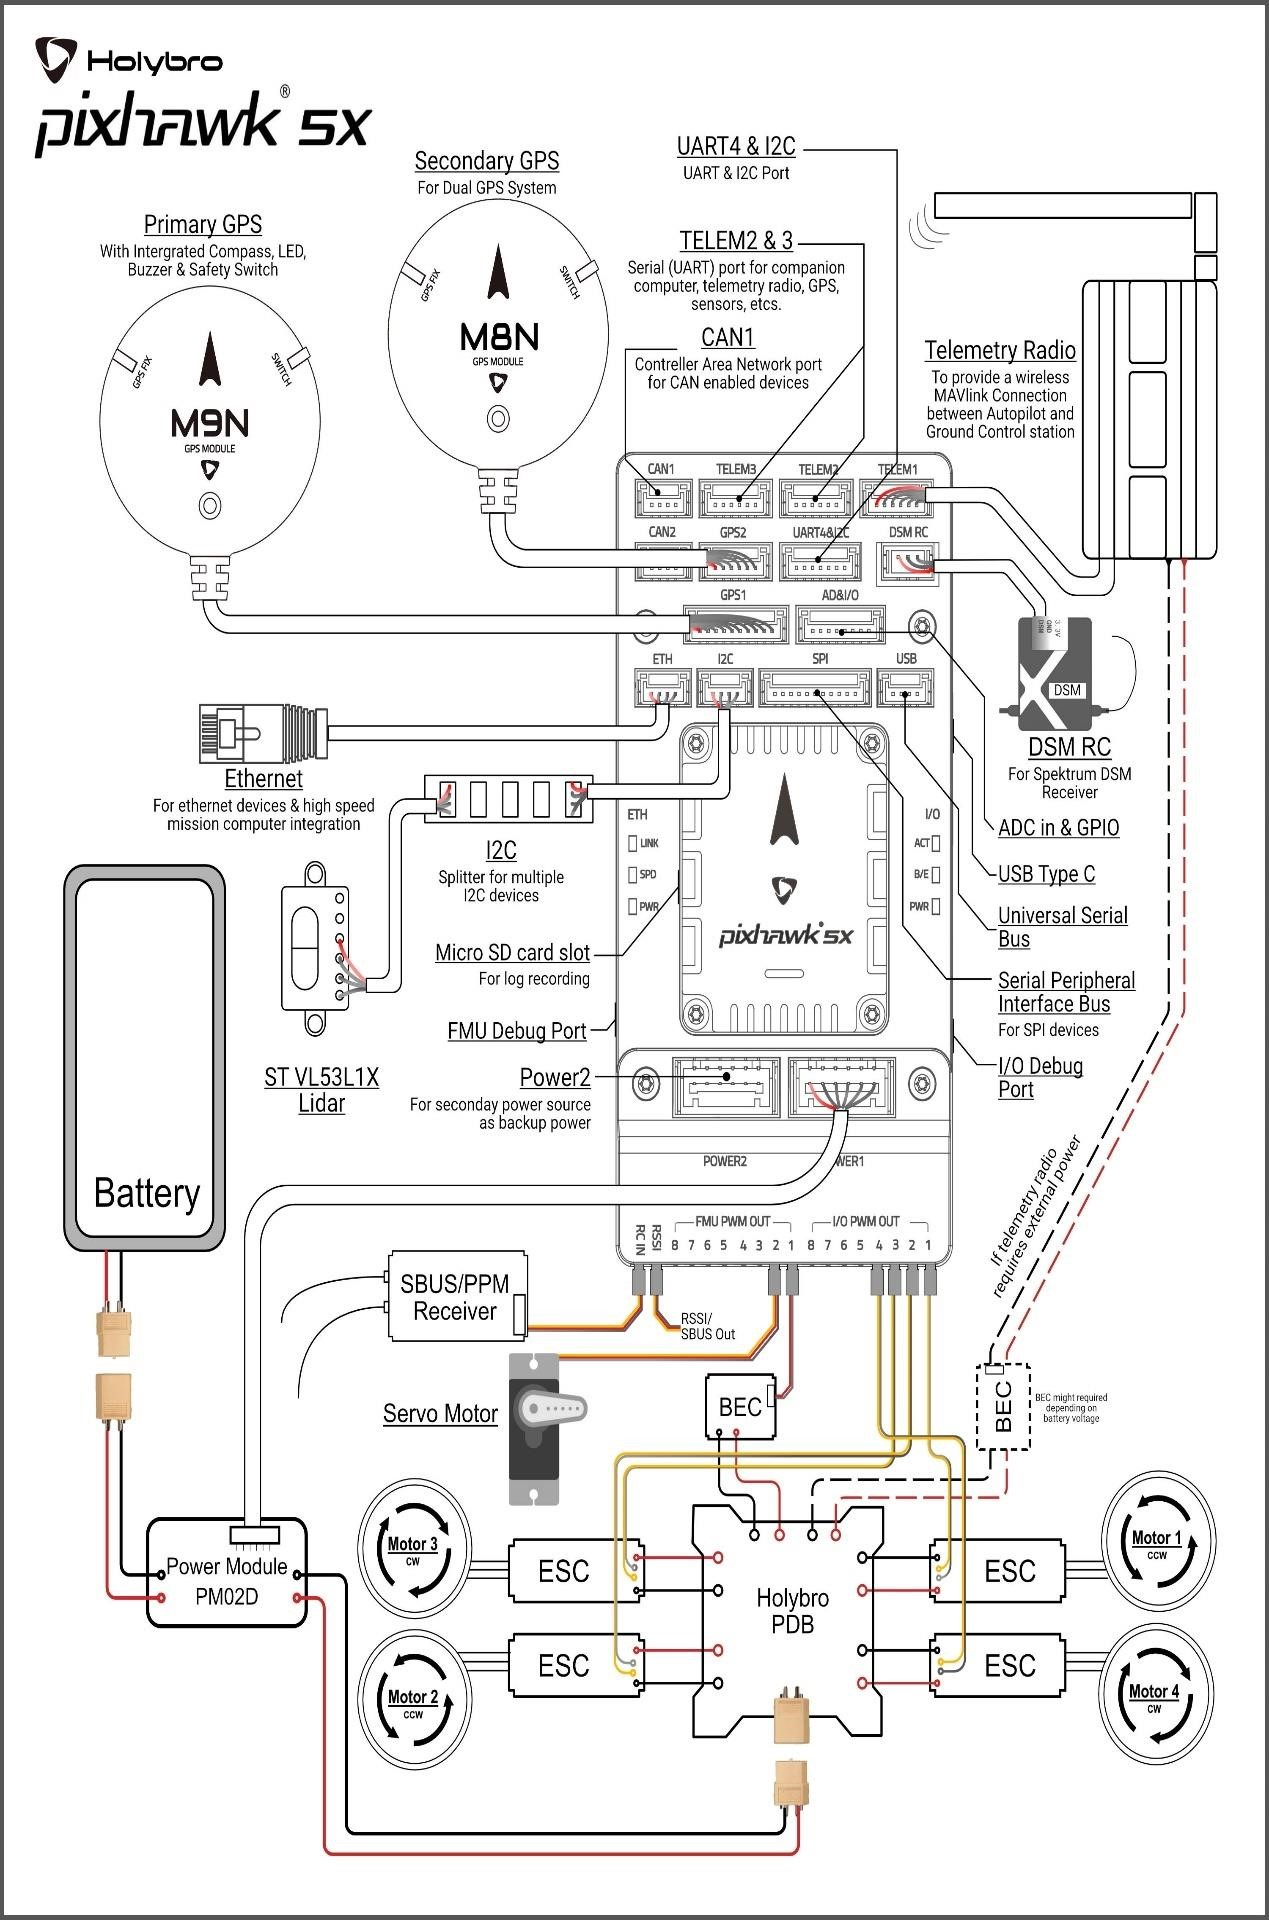 Holybro
pixhawk® 5X
Secondary GPS
For Dual GPS System
Primary GPS
With Intergrated Compass, LED,
Buzzer & Safety Switch
UART4 & I2C
UART & I2C Port
TELEM2 & 3
Serial (UART) port for companion
computer, telemetry radio, GPS,
sensors, etcs.
CAN1
Contreller Area Network port
for CAN enabled devices
Telemetry Radio
To provide a wireless
MAVlink Connection
between Autopilot and
Ground Control station
GPS FIX
SWITCH
M8N
GPS MODULE
GPS FIX
SWITCH
M9N
GPS MODULE
CAN1
TELEM3
TELEM2
TELEM1
CAN2
GPS2
UART4&I2C
DSM RC
GPS1
AD&I/O
ETH
I2C
SPI
USB
3.3V
GND
DSM
DSM
DSM RC
For Spektrum DSM
Receiver
Ethernet
For ethernet devices & high speed
mission computer integration
I2C
Splitter for multiple
I2C devices
ETH
LINK
SPD
PWR
I/O
ACT
B/E
PWR
pixhawk® 5X
ADC in & GPIO
USB Type C
Universal Serial
Bus
Serial Peripheral
Interface Bus
For SPI devices
I/O Debug
Port
Micro SD card slot
For log recording
FMU Debug Port
Power2
For seconday power source
as backup power
ST VL53L1X
Lidar
Battery
POWER2
WER1
If telemetry radio
requires external power
RC IN
RSSI
FMU PWM OUT
8 7 6 5 4 3 2 1
I/O PWM OUT
8 7 6 5 4 3 2 1
SBUS/PPM
Receiver
RSSI/
SBUS Out
Servo Motor
BEC
BEC
BEC might required
depending on
battery voltage
Power Module
PM02D
Motor 3
CW
ESC
Motor 2
CCW
ESC
Holybro
PDB
ESC
Motor 1
CCW
ESC
Motor 4
CW